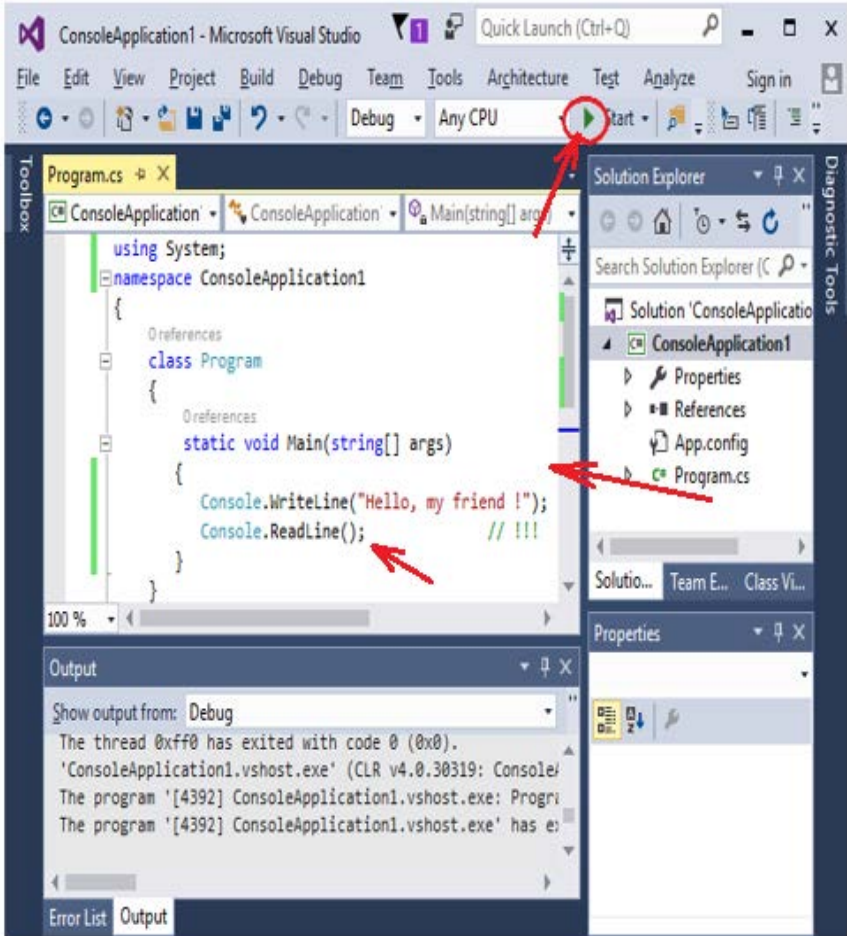 ConsoleApplication1 - Microsoft Visual Studio
1
Quick Launch (Ctrl+Q)
File Edit View Project Build Debug Team Tools Architecture Test Analyze Sign in
Debug Any CPU Start
Toolbox
Program.cs
ConsoleApplication ConsoleApplication Main(string[] args)
using System;
namespace ConsoleApplication1
{
0 references
class Program
{
0 references
static void Main(string[] args)
{
Console.WriteLine("Hello, my friend !");
Console.ReadLine(); // !!!
}
}
100 %
Output
Show output from: Debug
The thread 0xff0 has exited with code 0 (0x0).
'ConsoleApplication1.vshost.exe' (CLR v4.0.30319: ConsoleA
The program '[4392] ConsoleApplication1.vshost.exe: Progra
The program '[4392] ConsoleApplication1.vshost.exe' has ex
Error List Output
Solution Explorer
Search Solution Explorer (C
Solution 'ConsoleApplicatio
C# ConsoleApplication1
Properties
References
App.config
C# Program.cs
Solutio... Team E... Class Vi...
Properties
Diagnostic Tools